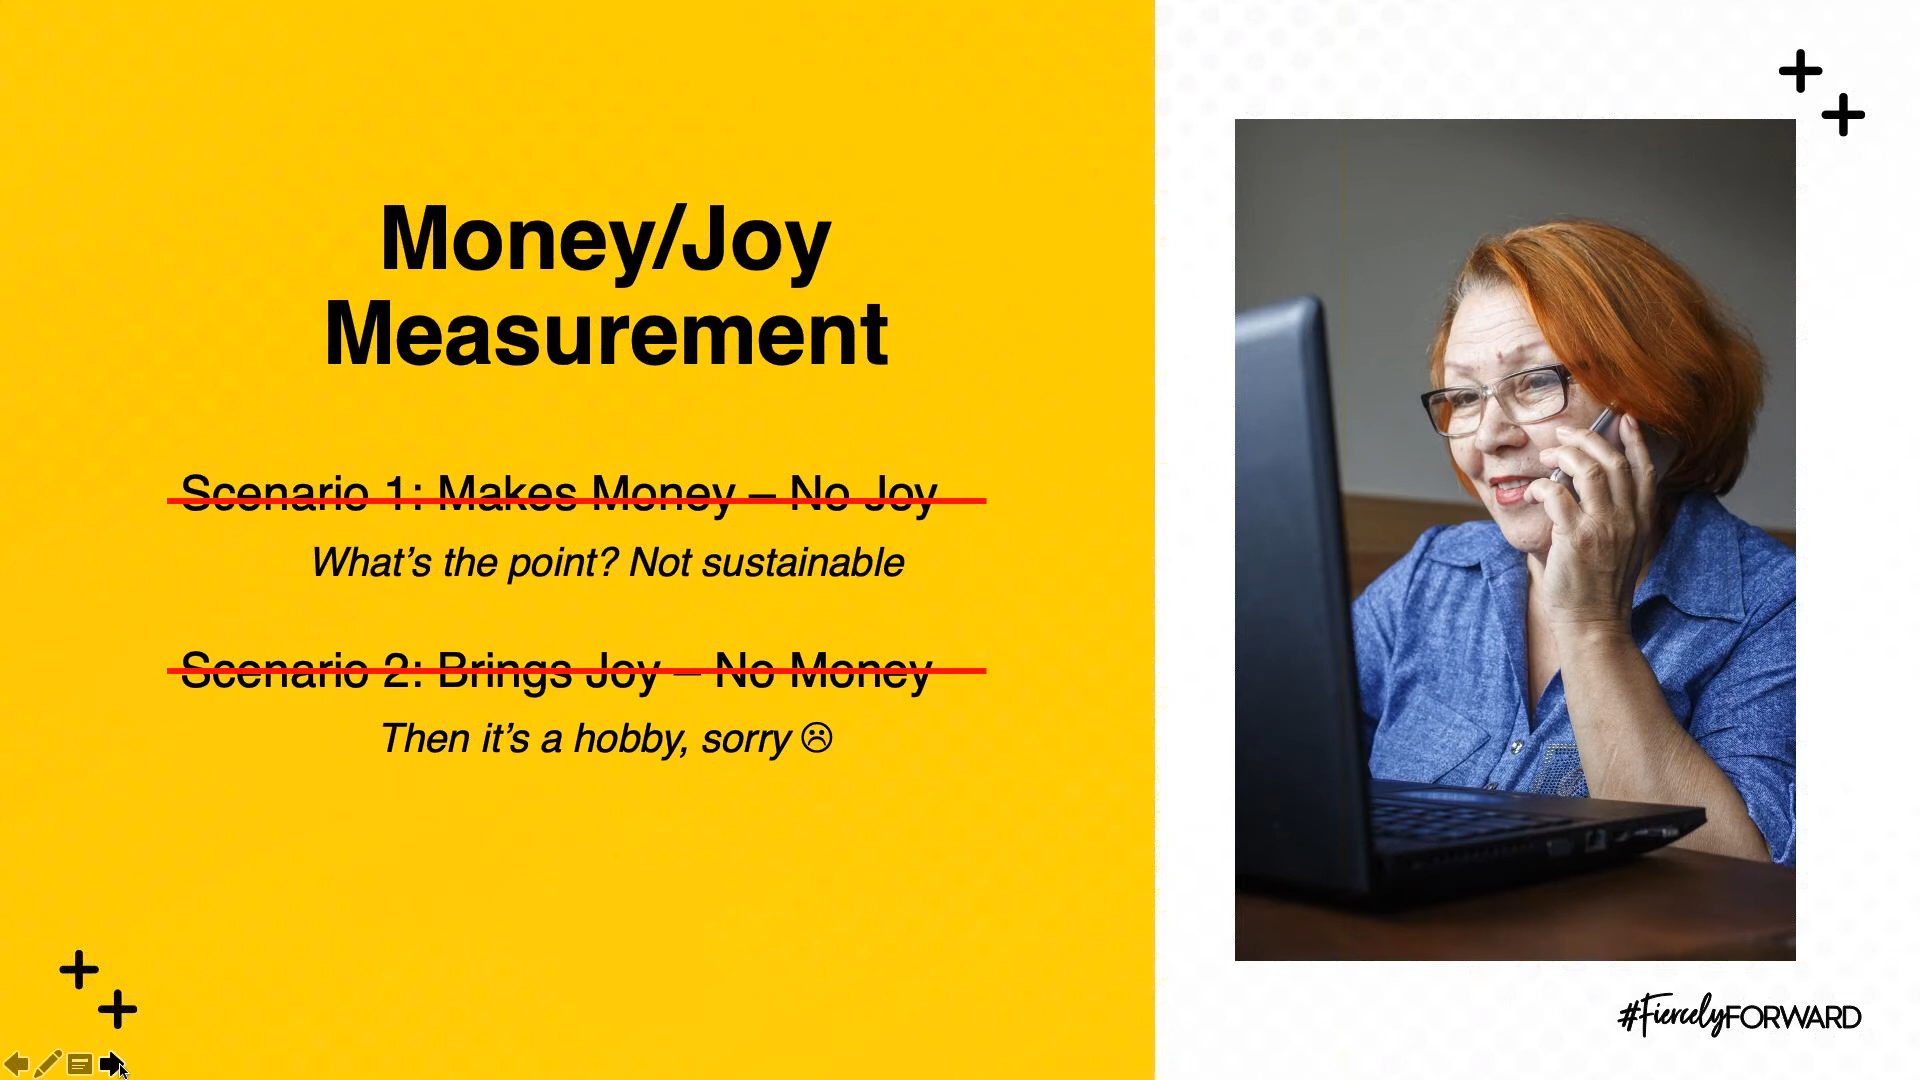 Money/Joy
Measurement
Scenario 1: Makes Money – No Joy
What’s the point? Not sustainable
Scenario 2: Brings Joy – No Money
Then it’s a hobby, sorry ☹
#FiercelyFORWARD